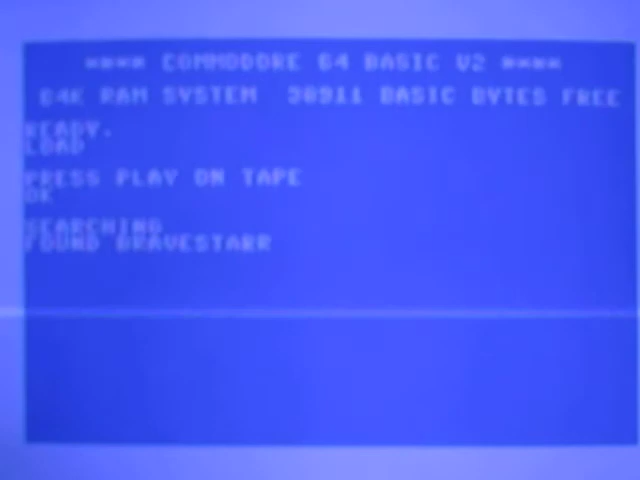 **** COMMODORE 64 BASIC V2 ****
64K RAM SYSTEM 38911 BASIC BYTES FREE
READY.
LOAD
PRESS PLAY ON TAPE
OK
SEARCHING
FOUND BRAVESTARR